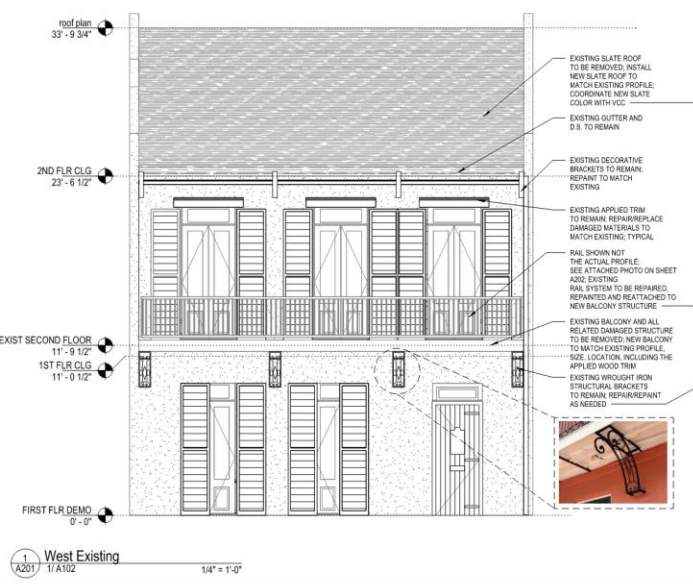 roof plan
33' - 9 3/4"
EXISTING SLATE ROOF
TO BE REMOVED; INSTALL
NEW SLATE ROOF TO
MATCH EXISTING PROFILE;
COORDINATE NEW SLATE
COLOR WITH VCC
EXISTING GUTTER AND
D.S. TO REMAIN
2ND FLR CLG
23' - 6 1/2"
EXISTING DECORATIVE
BRACKETS TO REMAIN;
REPAINT TO MATCH
EXISTING
EXISTING APPLIED TRIM
TO REMAIN; REPAIR/REPLACE
DAMAGED MATERIALS TO
MATCH EXISTING; TYPICAL
RAIL SHOWN NOT
THE ACTUAL PROFILE;
SEE ATTACHED PHOTO ON SHEET
A202; EXISTING
RAIL SYSTEM TO BE REPAIRED,
REPAINTED AND REATTACHED TO
NEW BALCONY STRUCTURE
EXIST SECOND FLOOR
11' - 9 1/2"
1ST FLR CLG
11' - 0 1/2"
EXISTING BALCONY AND ALL
RELATED DAMAGED STRUCTURE
TO BE REMOVED; NEW BALCONY
TO MATCH EXISTING PROFILE,
SIZE, LOCATION, INCLUDING THE
APPLIED WOOD TRIM
EXISTING WROUGHT IRON
STRUCTURAL BRACKETS
TO REMAIN; REPAIR/REPAINT
AS NEEDED
FIRST FLR DEMO
0' - 0"
1
A201
West Existing
1/ A102
1/4" = 1'-0"